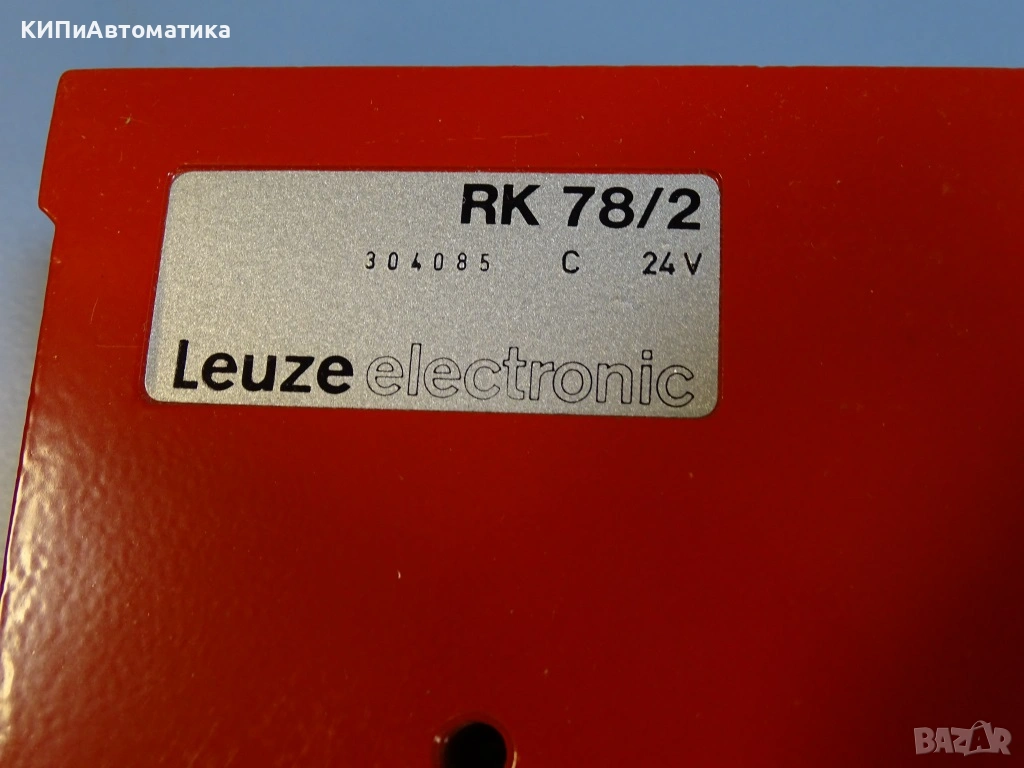 КИПиАвтоматика
RK 78/2
304085 C 24V
Leuze electronic
BAZAR